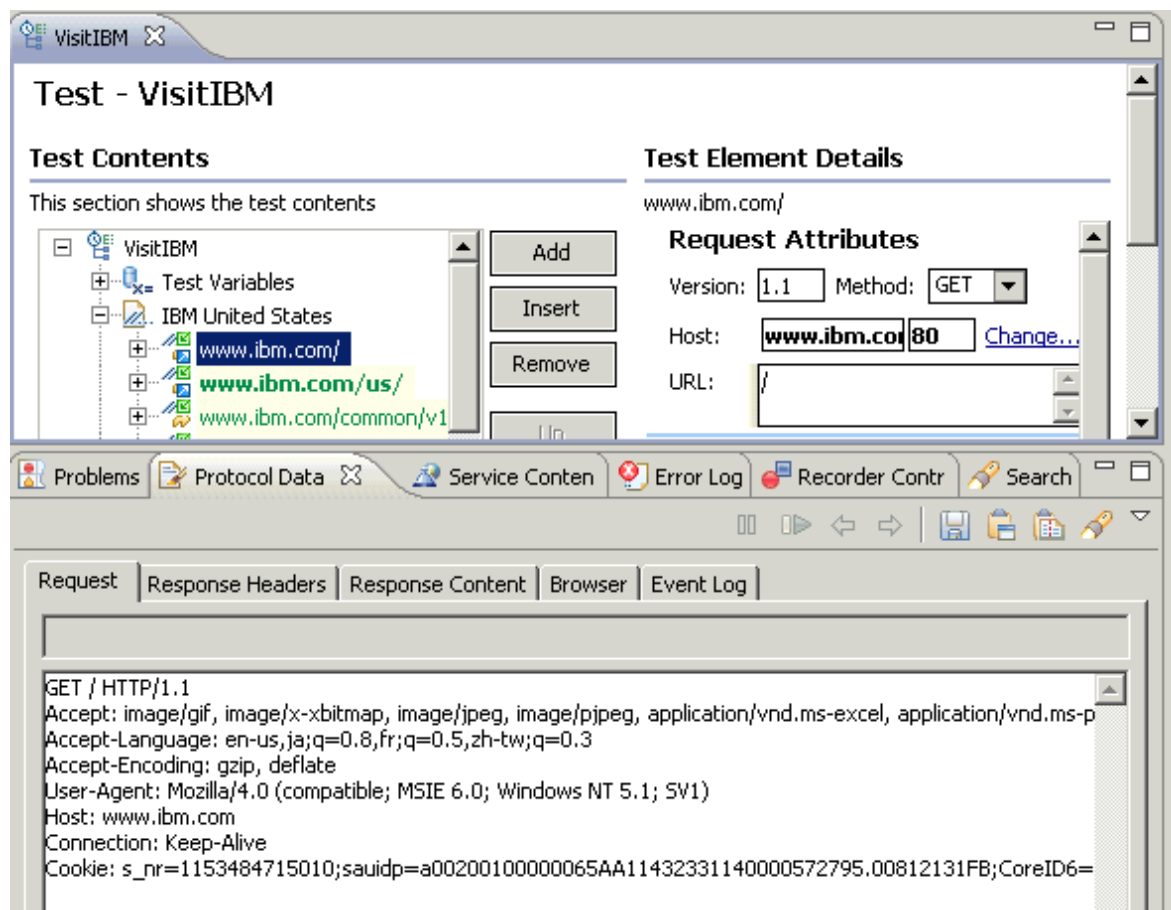 VisitIBM
Test - VisitIBM
Test Contents
This section shows the test contents
VisitIBM
Test Variables
IBM United States
www.ibm.com/
www.ibm.com/us/
www.ibm.com/common/v1
Add
Insert
Remove
Up
Test Element Details
www.ibm.com/
Request Attributes
Version: 1.1 Method: GET
Host: www.ibm.co 80 Change...
URL: /
Problems Protocol Data Service Conten Error Log Recorder Contr Search
Request Response Headers Response Content Browser Event Log
GET / HTTP/1.1
Accept: image/gif, image/x-xbitmap, image/jpeg, image/pjpeg, application/vnd.ms-excel, application/vnd.ms-p
Accept-Language: en-us,ja;q=0.8,fr;q=0.5,zh-tw;q=0.3
Accept-Encoding: gzip, deflate
User-Agent: Mozilla/4.0 (compatible; MSIE 6.0; Windows NT 5.1; SV1)
Host: www.ibm.com
Connection: Keep-Alive
Cookie: s_nr=1153484715010;sauidp=a00200100000065AA11432331140000572795.00812131FB;CoreID6=